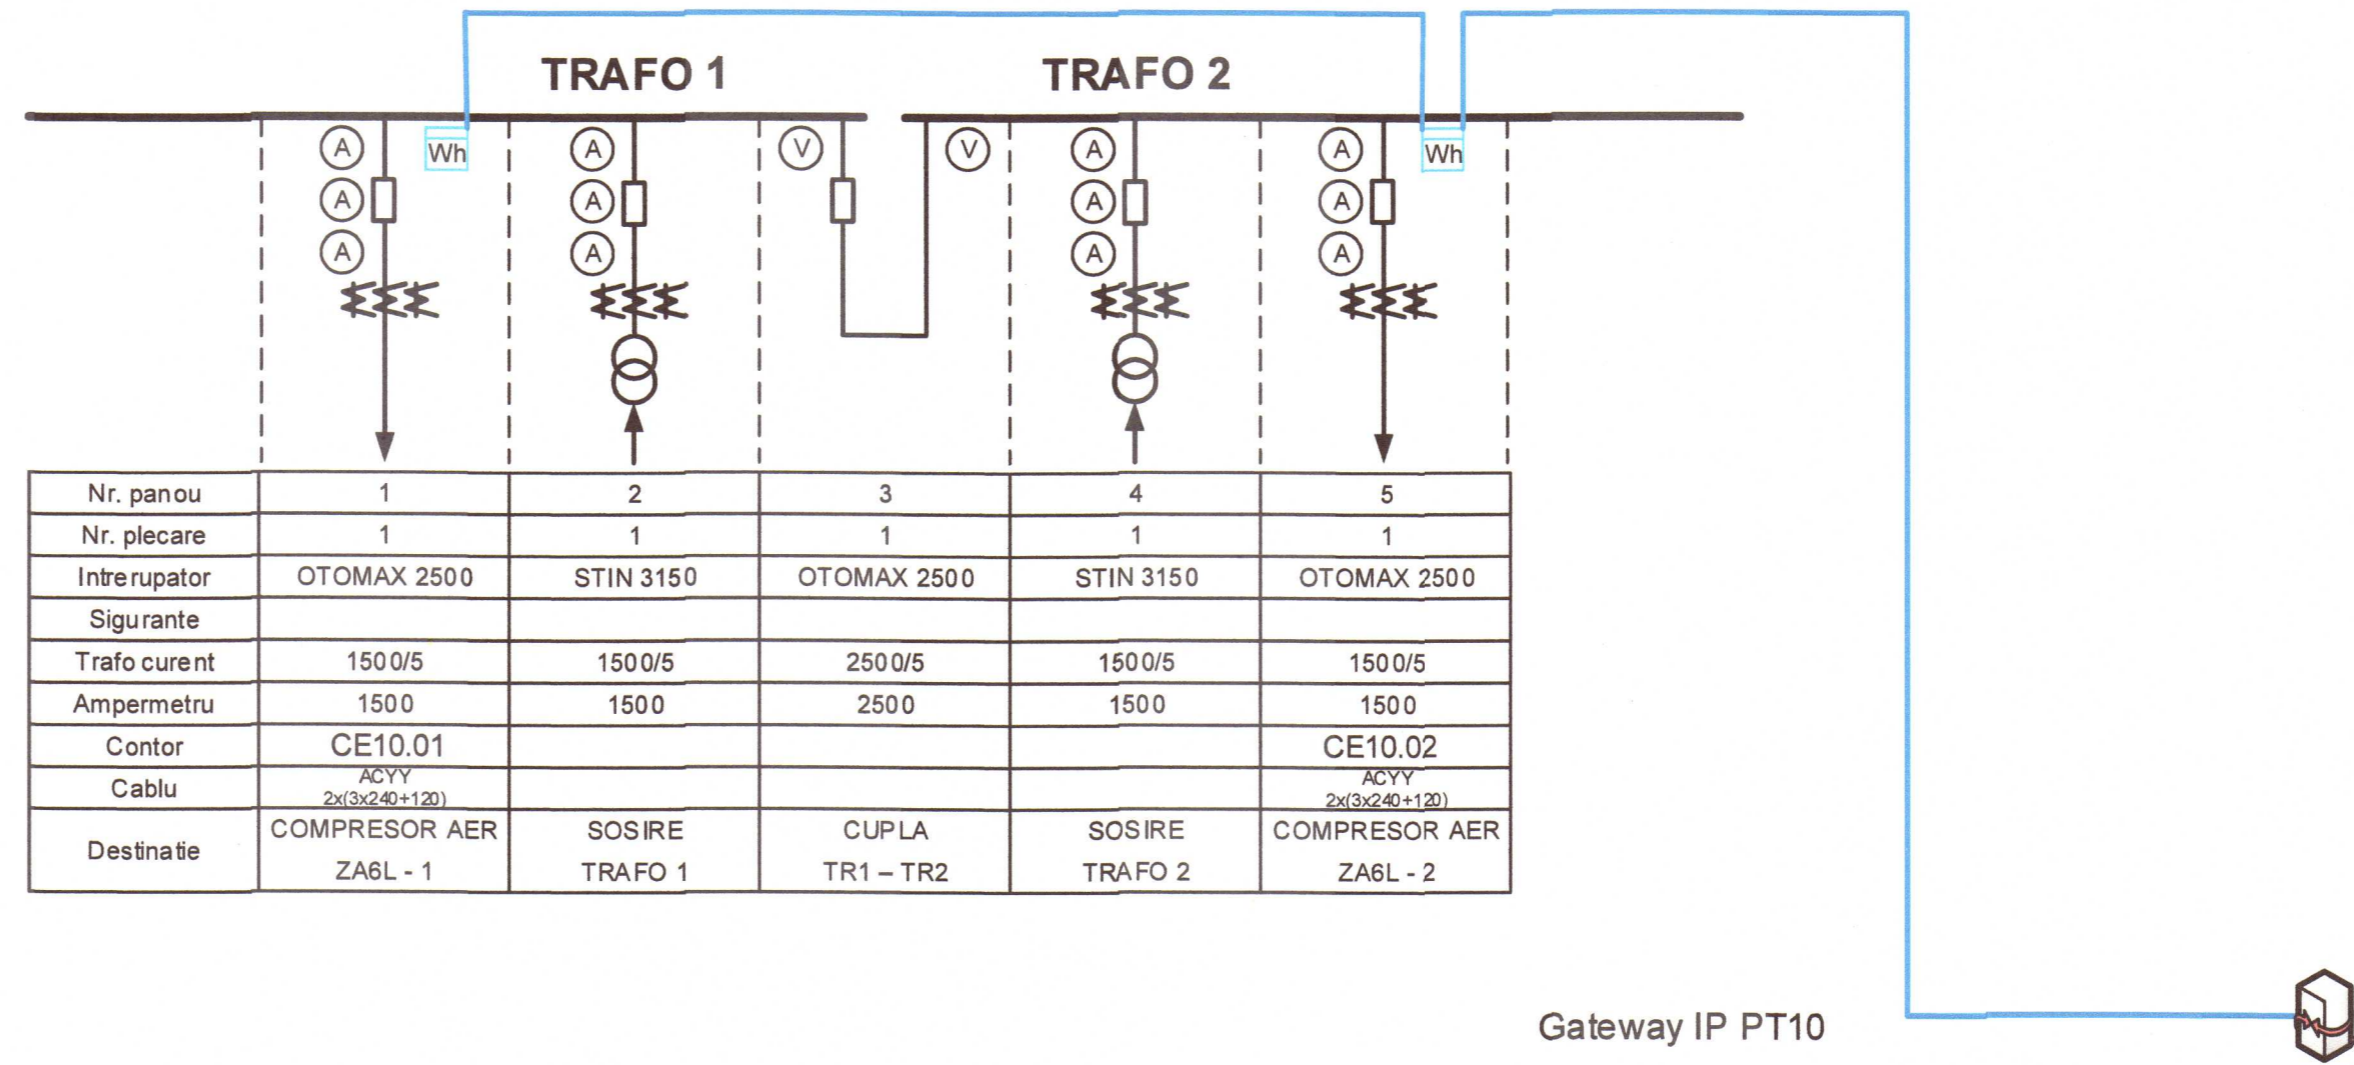 TRAFO 1 TRAFO 2
A Wh A V V A A Wh
A A A A
A A A A
Nr. panou 1 2 3 4 5
Nr. plecare 1 1 1 1 1
Intrerupator OTOMAX 2500 STIN 3150 OTOMAX 2500 STIN 3150 OTOMAX 2500
Sigurante
Trafo curent 1500/5 1500/5 2500/5 1500/5 1500/5
Ampermetru 1500 1500 2500 1500 1500
Contor CE10.01 CE10.02
Cablu ACYY ACYY
2x(3x240+120) 2x(3x240+120)
Destinatie COMPRESOR AER SOSIRE CUPLA SOSIRE COMPRESOR AER
ZA6L - 1 TRAFO 1 TR1 – TR2 TRAFO 2 ZA6L - 2
Gateway IP PT10